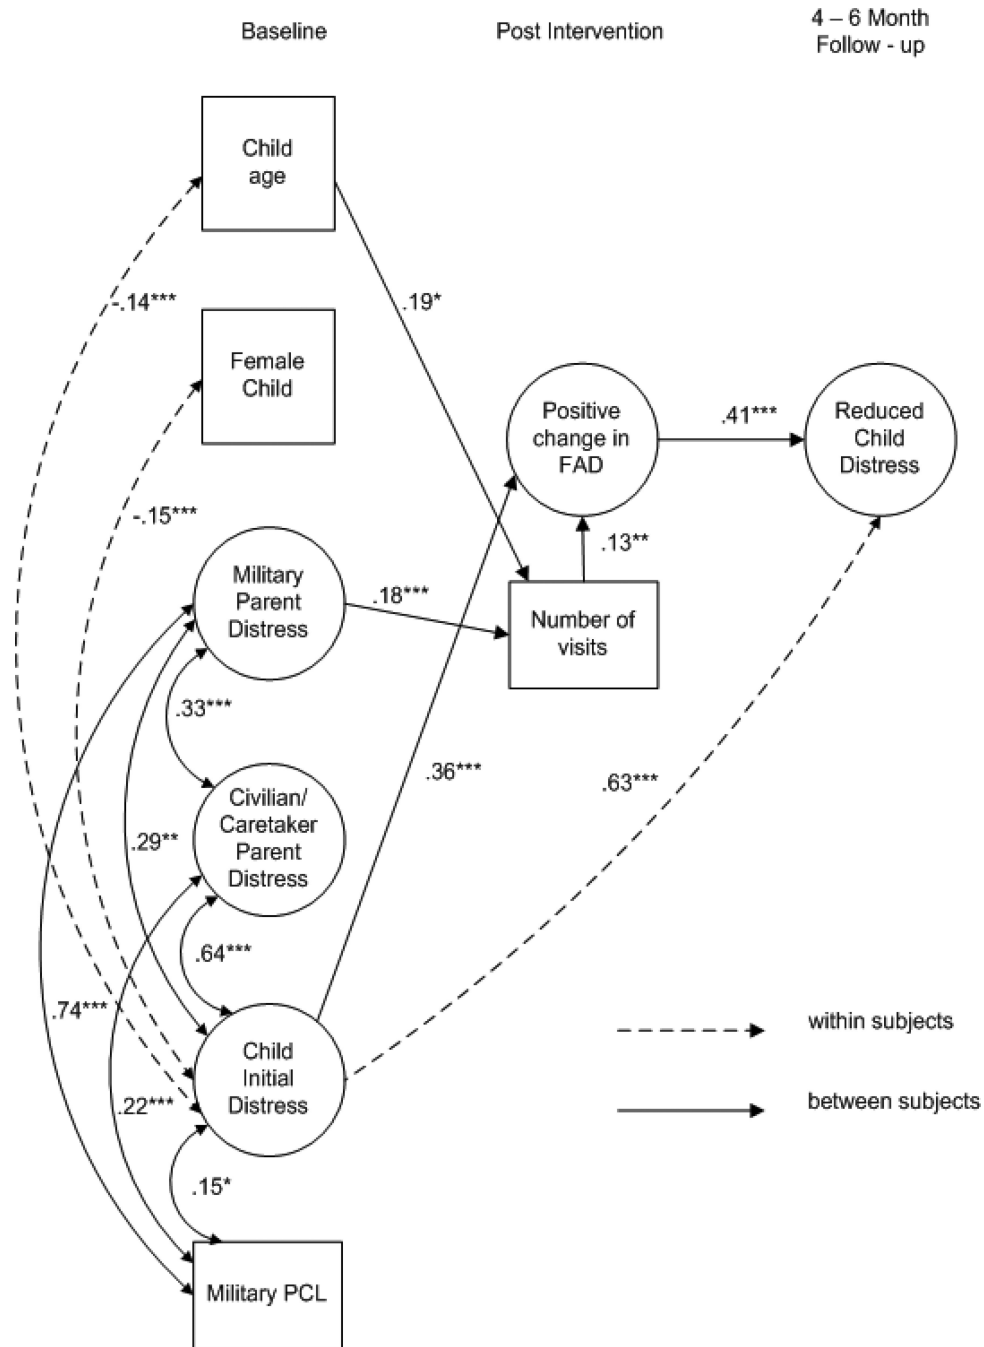 Baseline
Post Intervention
4 – 6 Month
Follow - up
Child
age
-.14***
.19*
Female
Child
Positive
change in
FAD
.41***
Reduced
Child
Distress
-.15***
.13**
Military
Parent
Distress
.18***
Number of
visits
.33***
.36***
.63***
Civilian/
Caretaker
Parent
Distress
.29**
.64***
.74***
Child
Initial
Distress
within subjects
between subjects
.22***
.15*
Military PCL